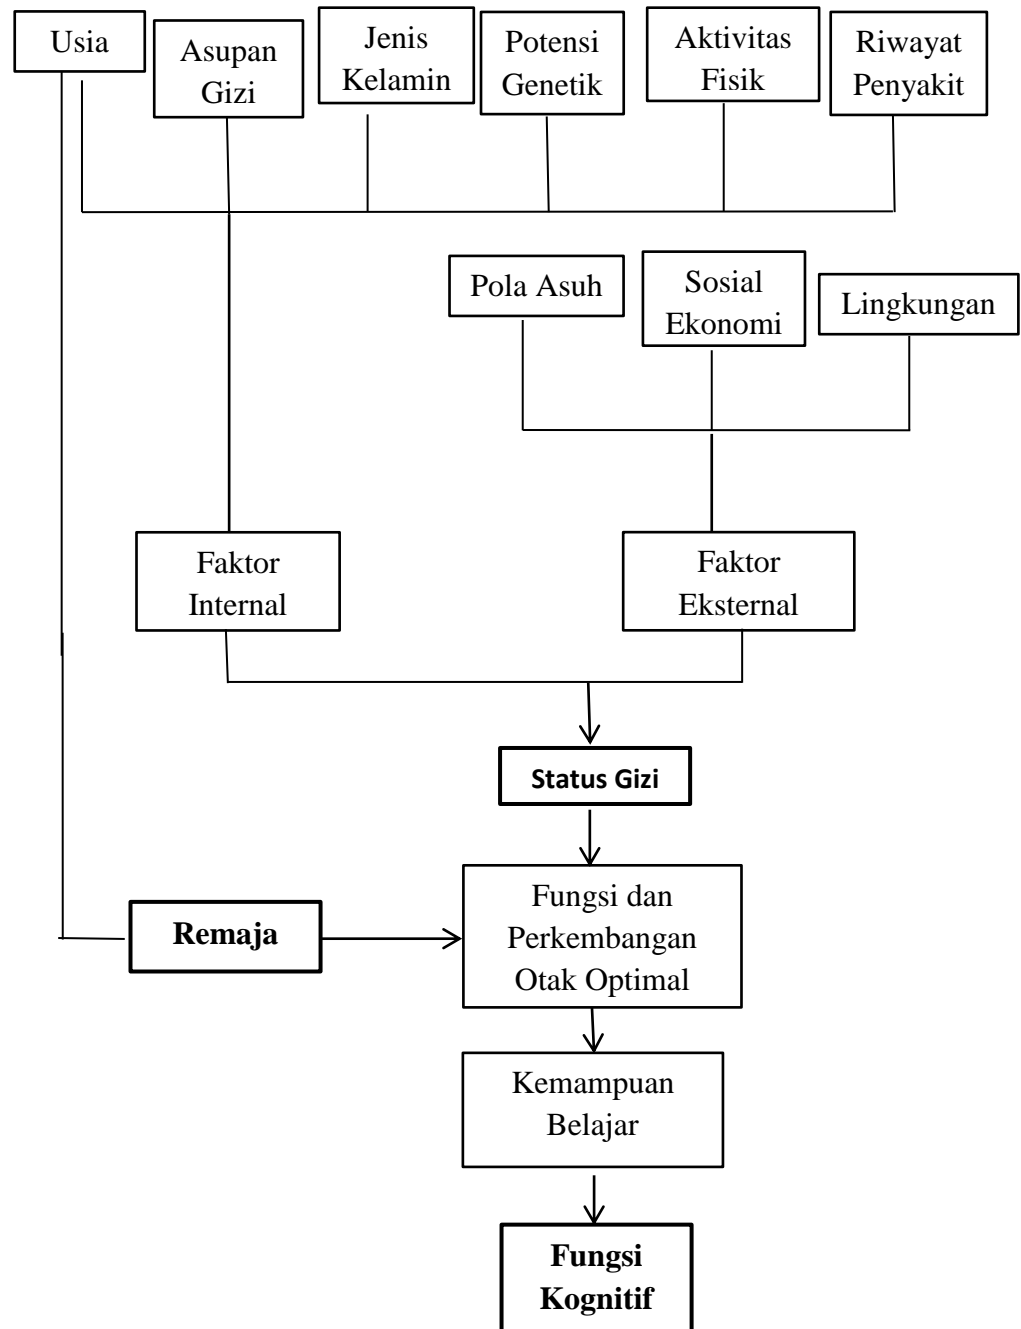 Usia
Asupan
Gizi
Jenis
Kelamin
Potensi
Genetik
Aktivitas
Fisik
Riwayat
Penyakit
Pola Asuh
Sosial
Ekonomi
Lingkungan
Faktor
Internal
Faktor
Eksternal
Status Gizi
Remaja
Fungsi dan
Perkembangan
Otak Optimal
Kemampuan
Belajar
Fungsi
Kognitif